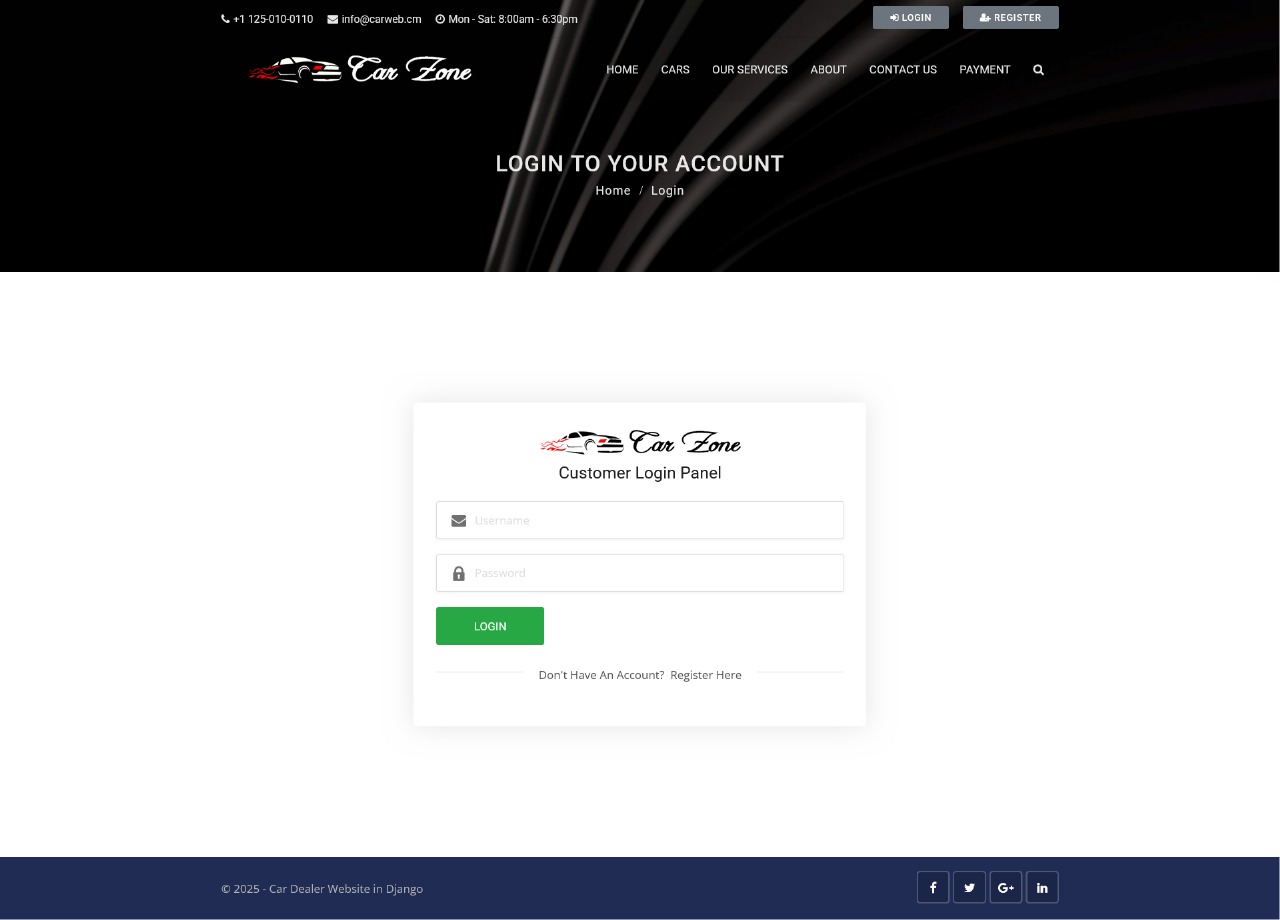 +1 125-010-0110 info@carweb.cm Mon - Sat: 8:00am - 6:30pm LOGIN REGISTER
Car Zone HOME CARS OUR SERVICES ABOUT CONTACT US PAYMENT
LOGIN TO YOUR ACCOUNT
Home / Login
Car Zone
Customer Login Panel
Username
Password
LOGIN
Don't Have An Account? Register Here
© 2025 - Car Dealer Website in Django